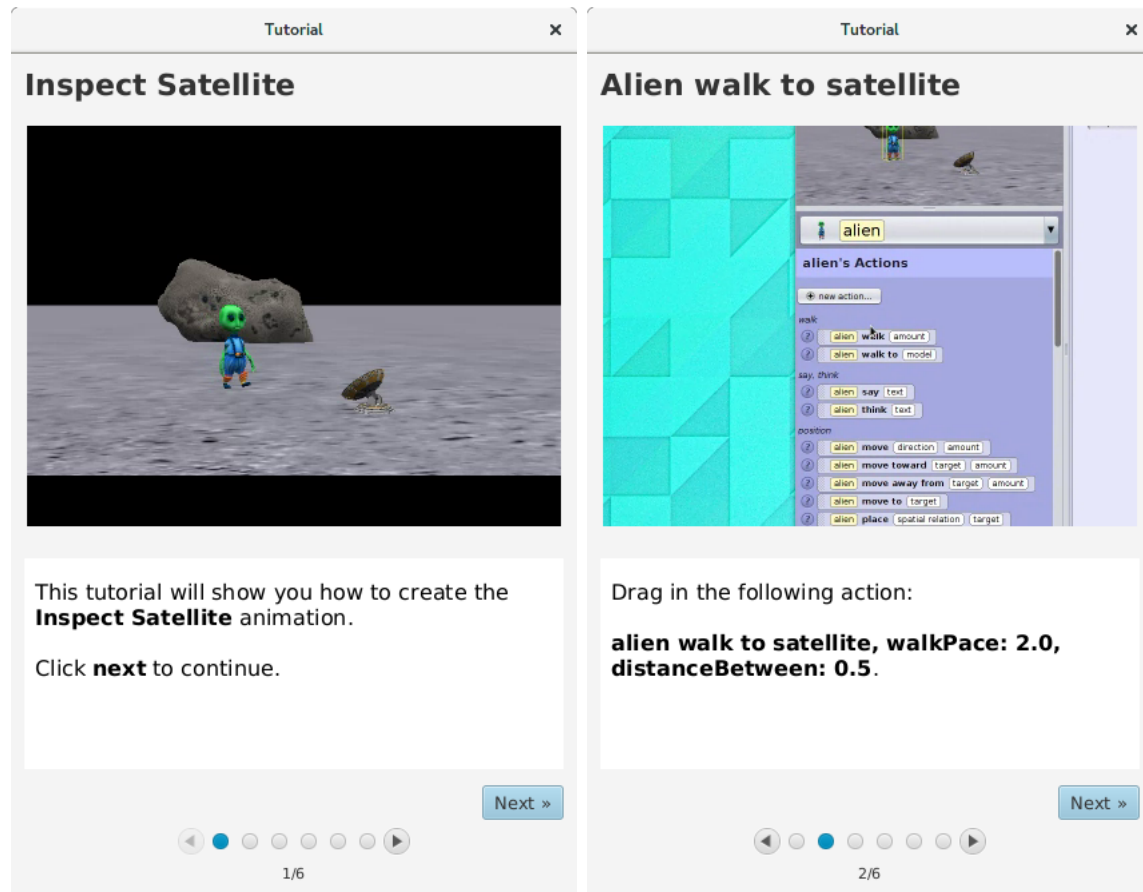 Tutorial
×
Inspect Satellite
This tutorial will show you how to create the
Inspect Satellite animation.
Click next to continue.
Next »
1/6
Tutorial
×
Alien walk to satellite
alien
alien's Actions
new action...
walk
alien walk amount
alien walk to model
say, think
alien say text
alien think text
position
alien move direction amount
alien move toward target amount
alien move away from target amount
alien move to target
alien place spatial relation target
Drag in the following action:
alien walk to satellite, walkPace: 2.0,
distanceBetween: 0.5.
Next »
2/6